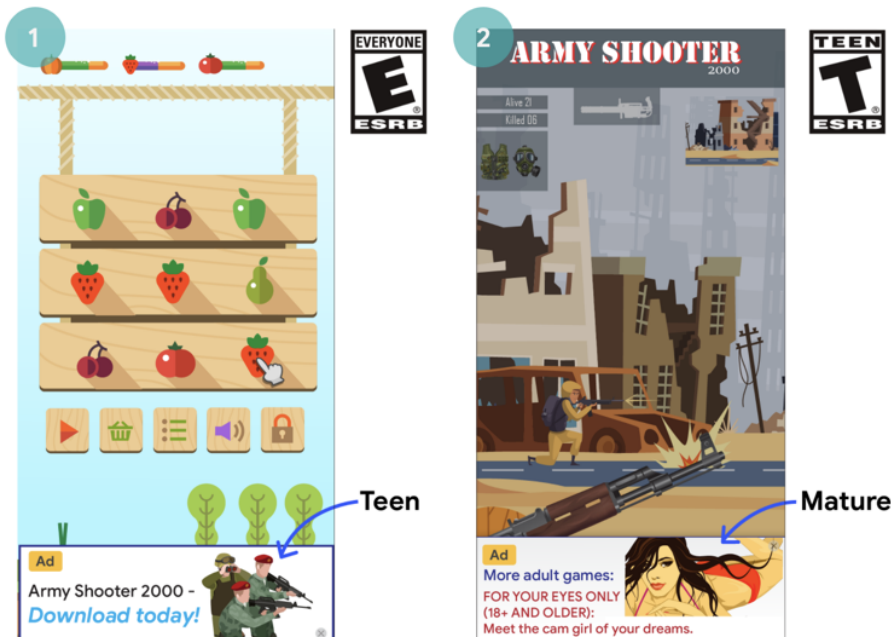 1
EVERYONE
E
ESRB
Teen
Ad
Army Shooter 2000 -
Download today!
2
ARMY SHOOTER
2000
Alive 21
Killed 06
TEEN
T
ESRB
Mature
Ad
More adult games:
FOR YOUR EYES ONLY
(18+ AND OLDER):
Meet the cam girl of your dreams.